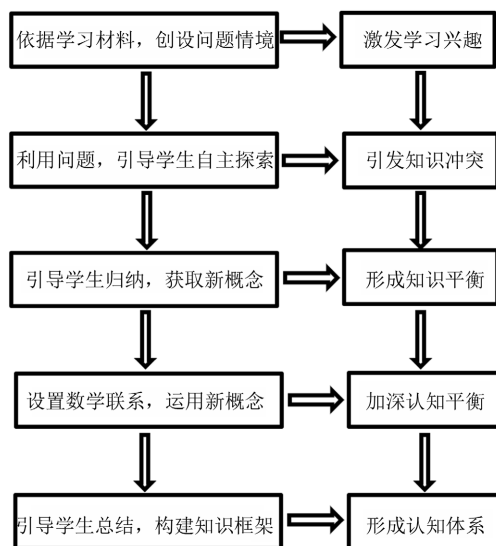 依据学习材料，创设问题情境
激发学习兴趣
利用问题，引导学生自主探索
引发知识冲突
引导学生归纳，获取新概念
形成知识平衡
设置数学联系，运用新概念
加深认知平衡
引导学生总结，构建知识框架
形成认知体系